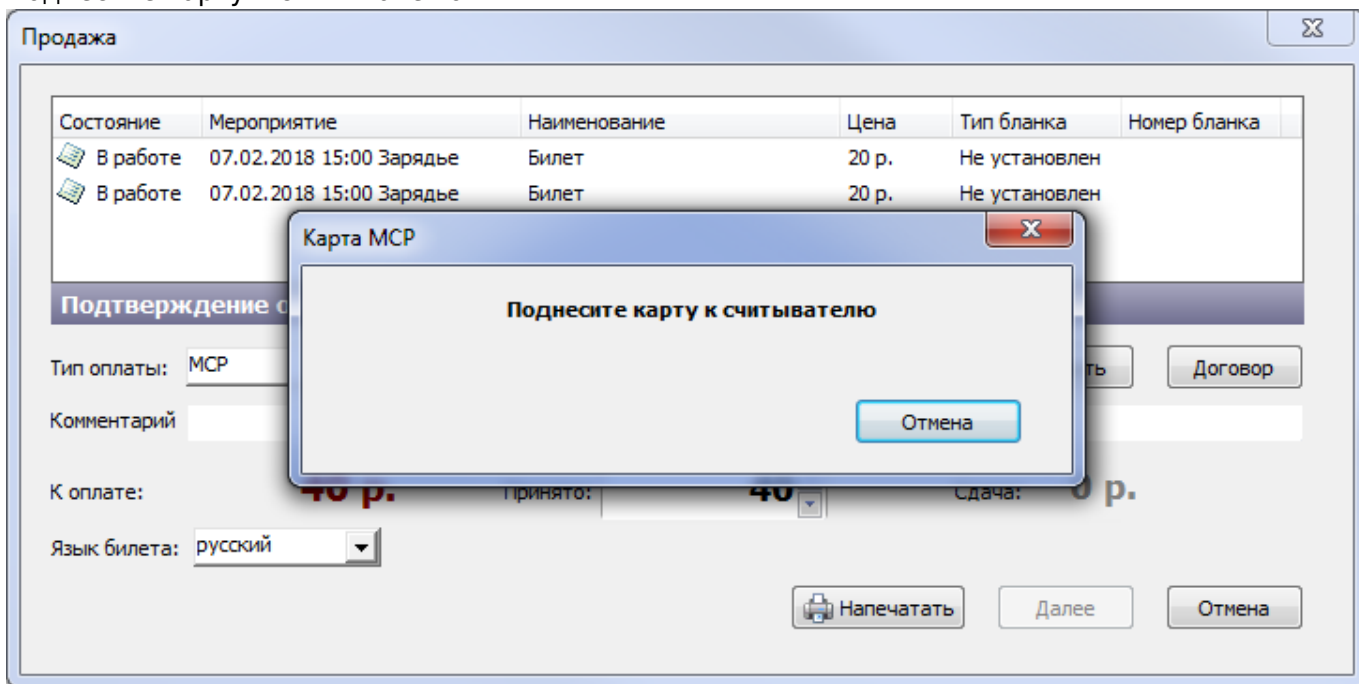 Продажа
Состояние Мероприятие Наименование Цена Тип бланка Номер бланка
В работе 07.02.2018 15:00 Зарядье Билет 20 р. Не установлен
В работе 07.02.2018 15:00 Зарядье Билет 20 р. Не установлен
Карта МСР
Подтверждение
Поднесите карту к считывателю
Тип оплаты: МСР Договор
Комментарий
Отмена
К оплате: 40 р. Принято: 40 Сдача: 0 р.
Язык билета: русский
Напечатать Далее Отмена